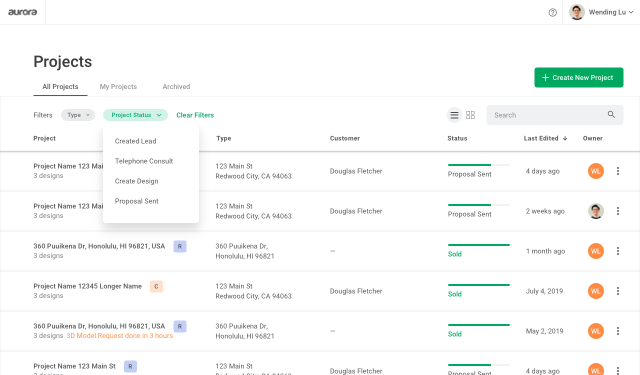 aurora
Wending Lu
Projects
All Projects
My Projects
Archived
Create New Project
Filters
Type
Project Status
Clear Filters
Search
Project
Type
Customer
Status
Last Edited
Owner
Created Lead
Telephone Consult
Create Design
Proposal Sent
Project Name 123 Mai
3 designs
123 Main St
Redwood City, CA 94063
Douglas Fletcher
Proposal Sent
4 days ago
WL
Project Name 123 Mai
3 designs
123 Main St
Redwood City, CA 94063
Douglas Fletcher
Proposal Sent
2 weeks ago
360 Puuikena Dr, Honolulu, HI 96821, USA
R
3 designs
360 Puuikena Dr,
Honolulu, HI 96821
—
Sold
1 month ago
WL
Project Name 12345 Longer Name
C
3 designs
123 Main St
Redwood City, CA 94063
Douglas Fletcher
Sold
July 4, 2019
WL
360 Puuikena Dr, Honolulu, HI 96821, USA
R
3 designs 3D Model Request done in 3 hours
360 Puuikena Dr,
Honolulu, HI 96821
—
Sold
May 2, 2019
WL
Project Name 123 Main St
R
3 designs
123 Main St
Redwood City, CA 94063
Douglas Fletcher
Proposal Sent
4 days ago
WL